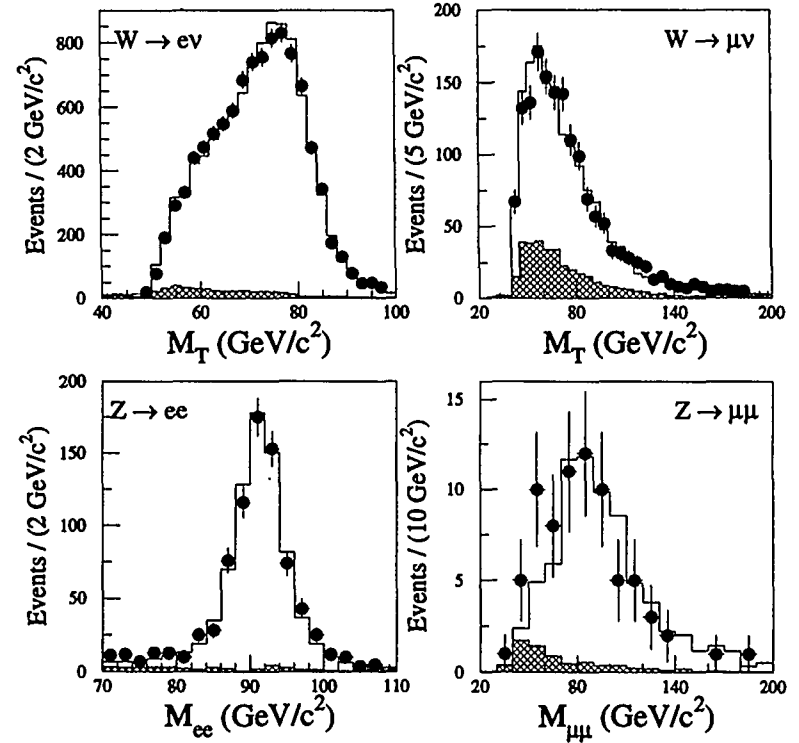 W → eν
Events / (2 GeV/c²)
800
600
400
200
0
40 60 80 100
M_T (GeV/c²)
W → μν
Events / (5 GeV/c²)
200
150
100
50
0
20 80 140 200
M_T (GeV/c²)
Z → ee
Events / (2 GeV/c²)
200
150
100
50
0
70 80 90 100 110
M_ee (GeV/c²)
Z → μμ
Events / (10 GeV/c²)
15
10
5
0
20 80 140 200
M_μμ (GeV/c²)